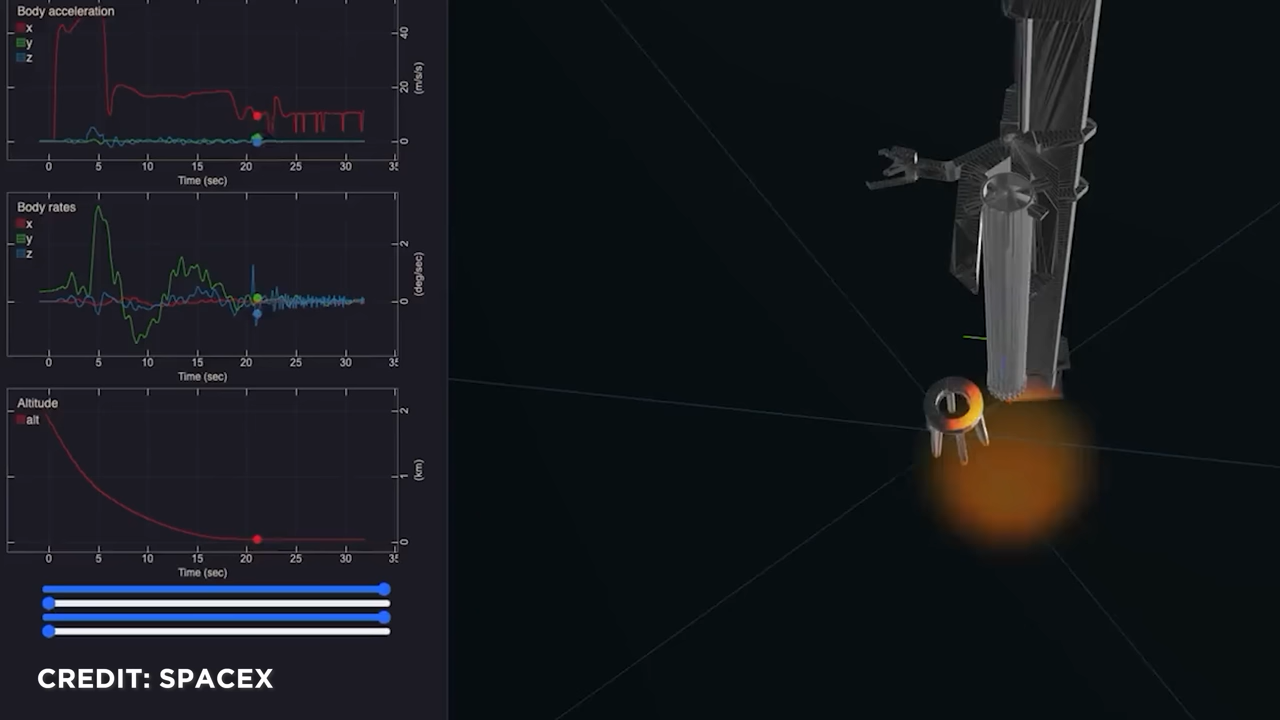 Body acceleration
x
y
z
40
20
0
(m/s/s)
0 5 10 15 20 25 30 35
Time (sec)
Body rates
x
y
z
2
0
(deg/sec)
0 5 10 15 20 25 30 35
Time (sec)
Altitude
alt
2
1
0
(km)
0 5 10 15 20 25 30 35
Time (sec)
CREDIT: SPACEX